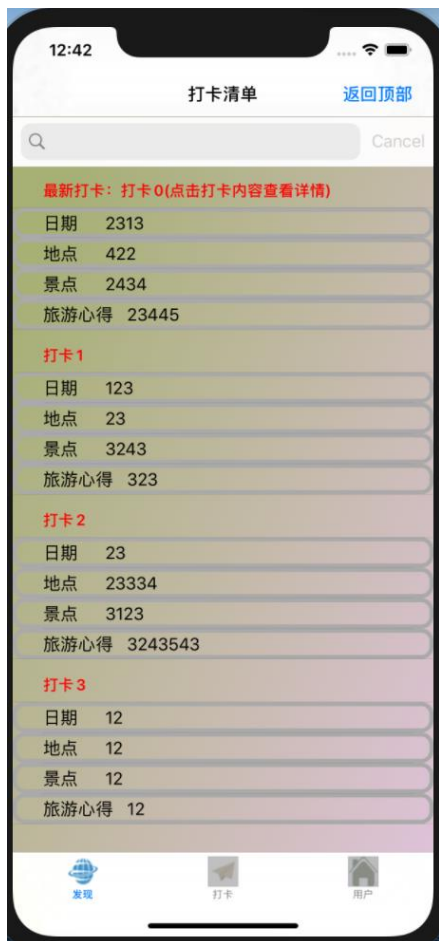 12:42
打卡清单 返回顶部
Cancel
最新打卡：打卡0(点击打卡内容查看详情)
日期 2313
地点 422
景点 2434
旅游心得 23445
打卡1
日期 123
地点 23
景点 3243
旅游心得 323
打卡2
日期 23
地点 23334
景点 3123
旅游心得 3243543
打卡3
日期 12
地点 12
景点 12
旅游心得 12
发现 打卡 用户